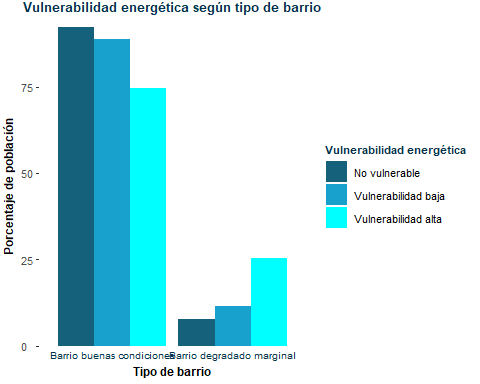 Vulnerabilidad energética según tipo de barrio
Porcentaje de población
75
50
25
0
Barrio buenas condiciones
Barrio degradado marginal
Tipo de barrio
Vulnerabilidad energética
No vulnerable
Vulnerabilidad baja
Vulnerabilidad alta